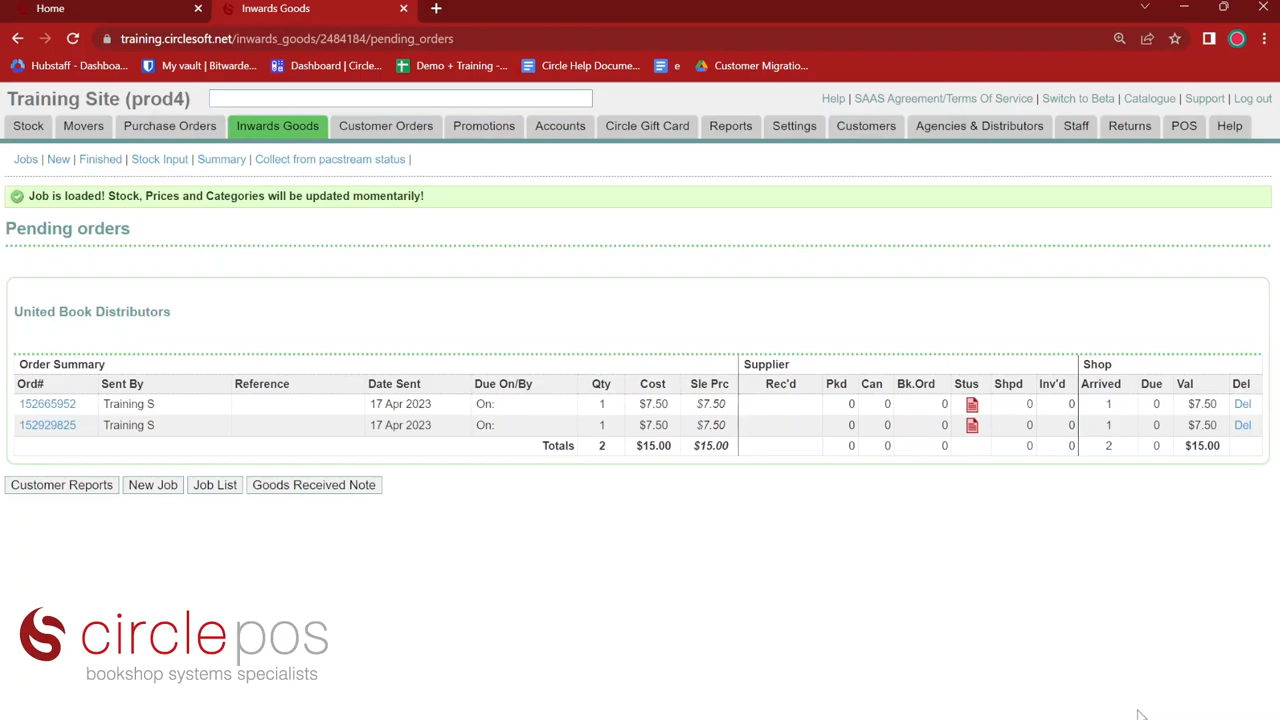 Home
Inwards Goods
training.circlesoft.net/inwards_goods/2484184/pending_orders
Hubstaff - Dashboa... My vault | Bitwarde... Dashboard | Circle... Demo + Training -... Circle Help Docume... e Customer Migratio...
Training Site (prod4)
Help | SAAS Agreement/Terms Of Service | Switch to Beta | Catalogue | Support | Log out
Stock Movers Purchase Orders Inwards Goods Customer Orders Promotions Accounts Circle Gift Card Reports Settings Customers Agencies & Distributors Staff Returns POS Help
Jobs | New | Finished | Stock Input | Summary | Collect from pacstream status |
Job is loaded! Stock, Prices and Categories will be updated momentarily!
Pending orders
United Book Distributors
Order Summary Supplier Shop
Ord# Sent By Reference Date Sent Due On/By Qty Cost Sle Prc Rec'd Pkd Can Bk.Ord Stus Shpd Inv'd Arrived Due Val Del
152665952 Training S 17 Apr 2023 On: 1 $7.50 $7.50 0 0 0 0 0 1 0 $7.50 Del
152929825 Training S 17 Apr 2023 On: 1 $7.50 $7.50 0 0 0 0 0 1 0 $7.50 Del
Totals 2 $15.00 $15.00 0 0 0 0 0 2 0 $15.00
Customer Reports New Job Job List Goods Received Note
circlepos
bookshop systems specialists